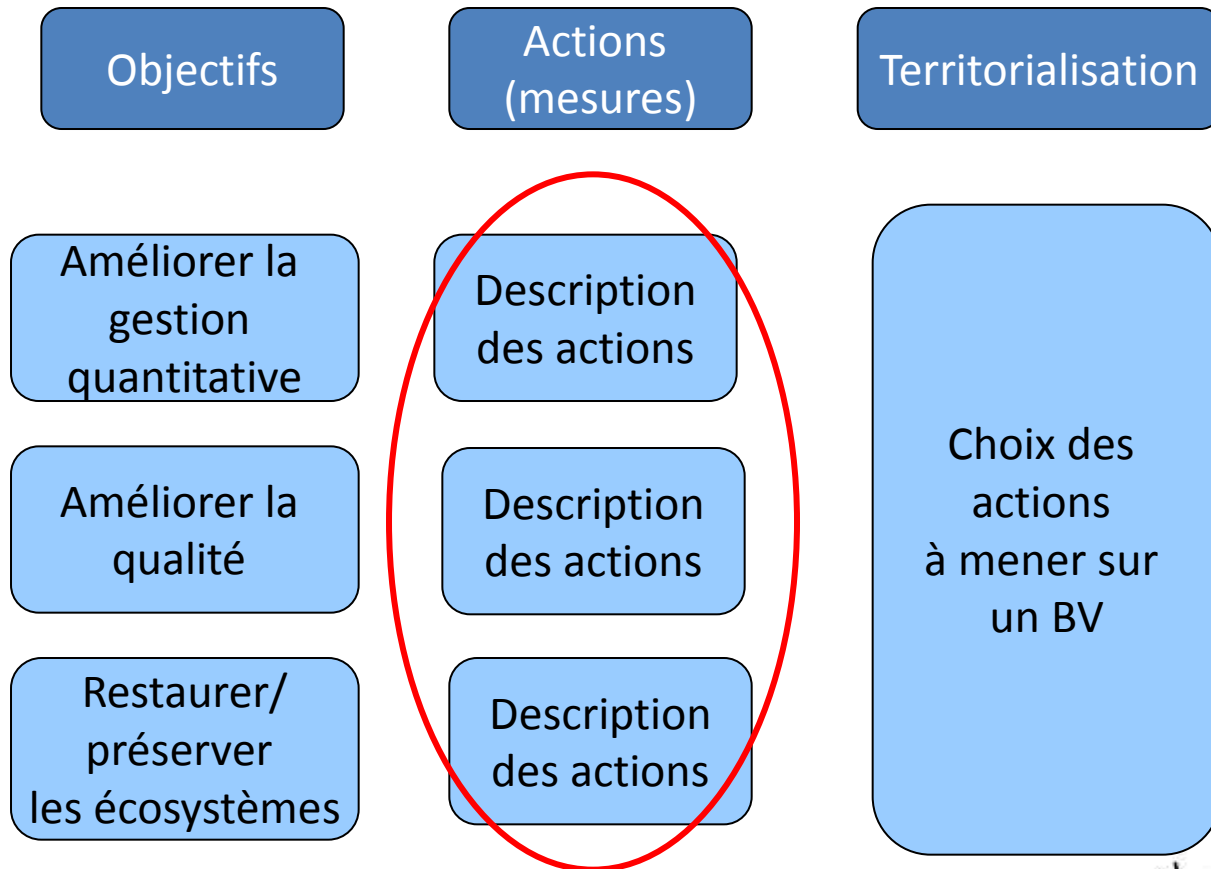 Objectifs
Actions
(mesures)
Territorialisation
Améliorer la
gestion
quantitative
Description
des actions
Améliorer la
qualité
Description
des actions
Restaurer/
préserver
les écosystèmes
Description
des actions
Choix des
actions
à mener sur
un BV